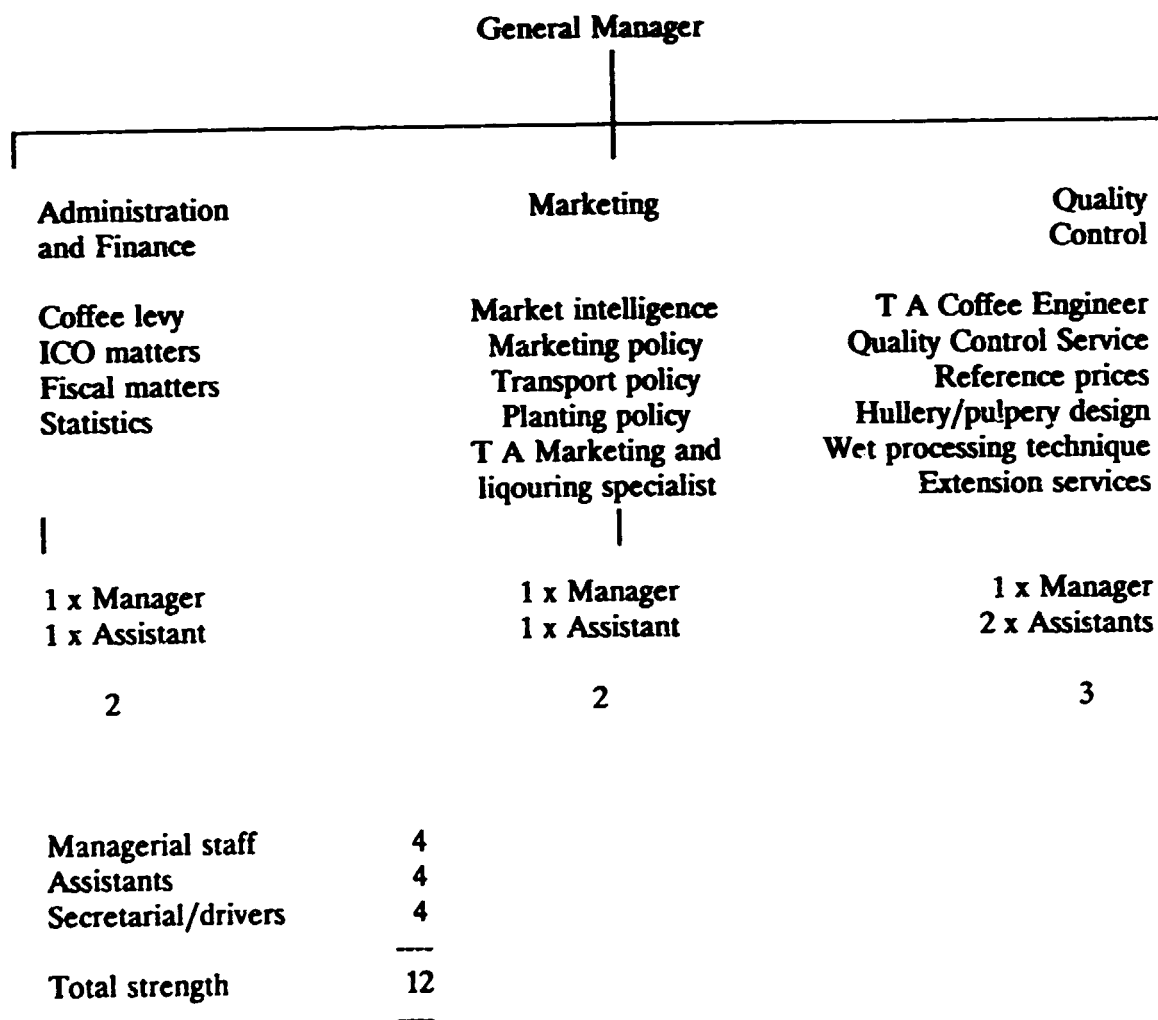 General Manager
Administration
and Finance
Coffee levy
ICO matters
Fiscal matters
Statistics
1 x Manager
1 x Assistant
2
Marketing
Market intelligence
Marketing policy
Transport policy
Planting policy
T A Marketing and
liqouring specialist
1 x Manager
1 x Assistant
2
Quality
Control
T A Coffee Engineer
Quality Control Service
Reference prices
Hullery/pulpery design
Wet processing technique
Extension services
1 x Manager
2 x Assistants
3
Managerial staff 4
Assistants 4
Secretarial/drivers 4
Total strength 12